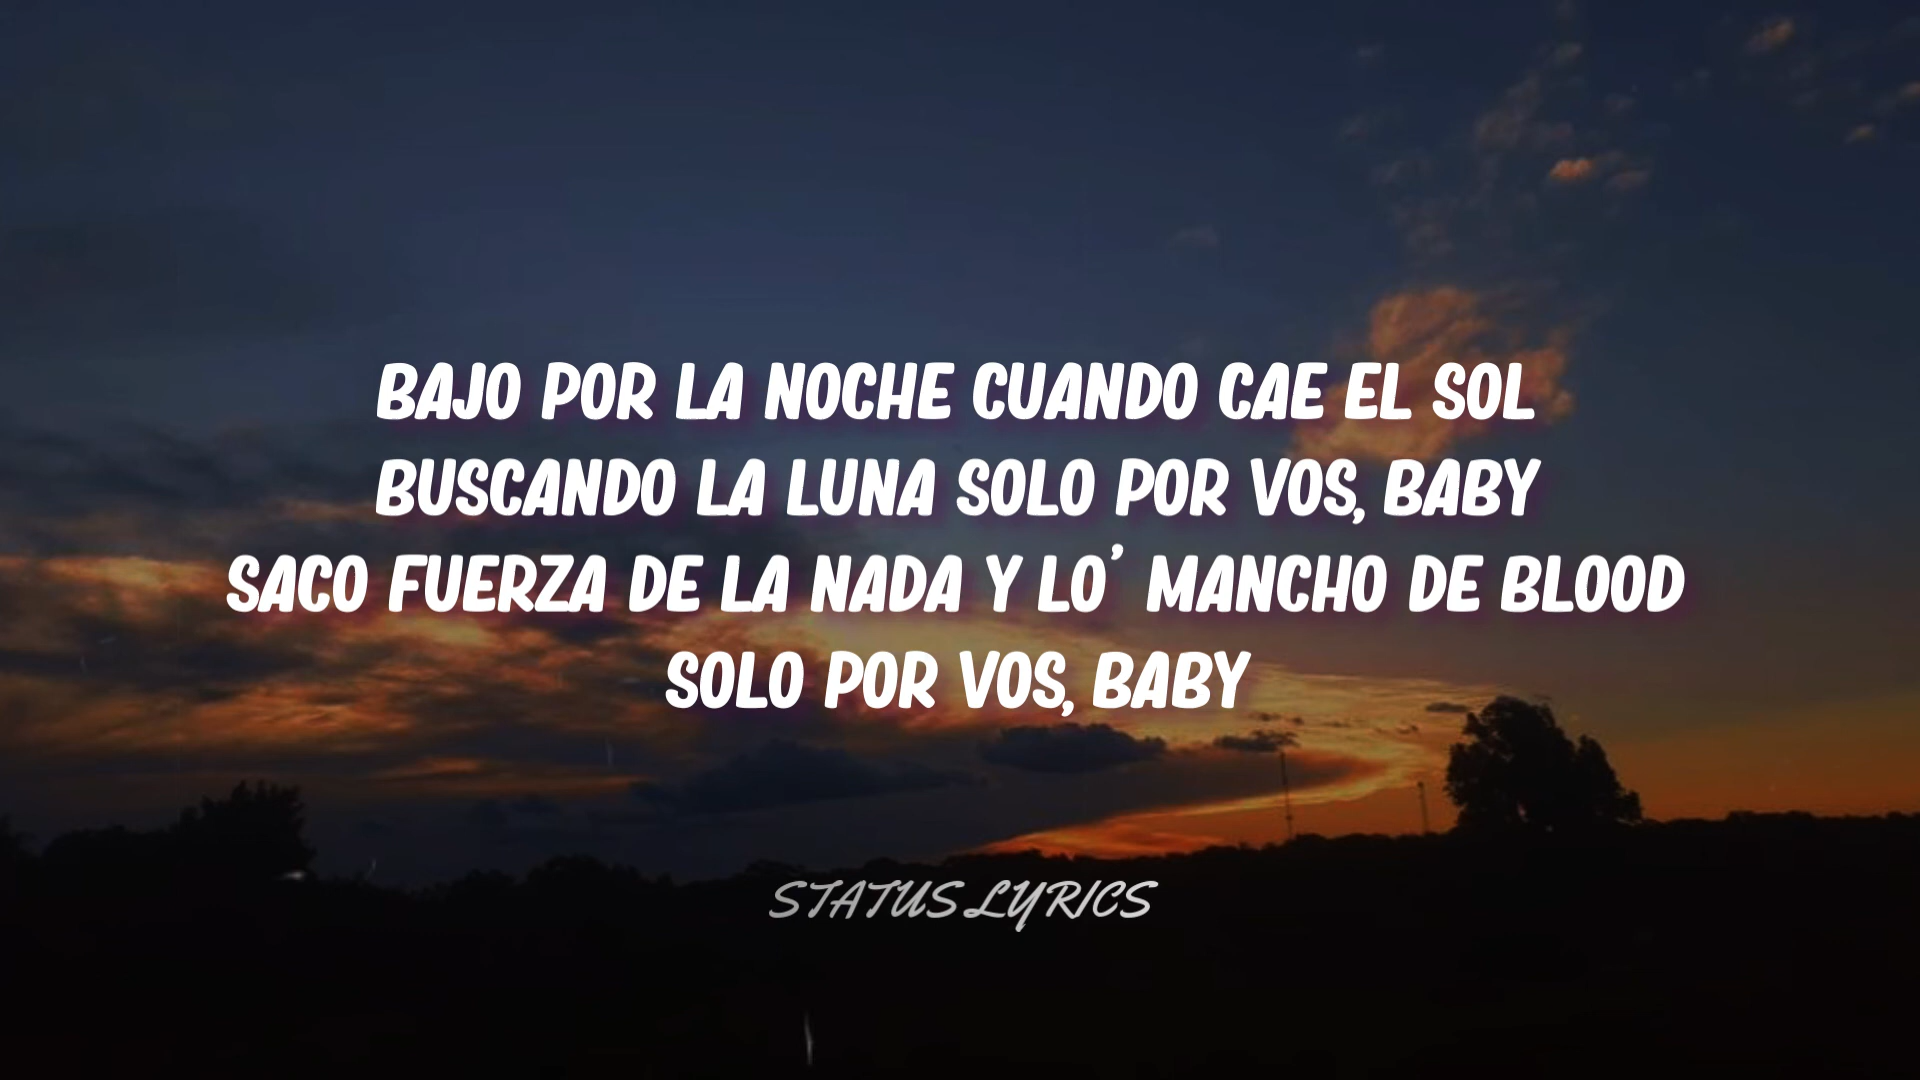 BAJO POR LA NOCHE CUANDO CAE EL SOL
BUSCANDO LA LUNA SOLO POR VOS, BABY
SACO FUERZA DE LA NADA Y LO' MANCHO DE BLOOD
SOLO POR VOS, BABY
STATUS LYRICS